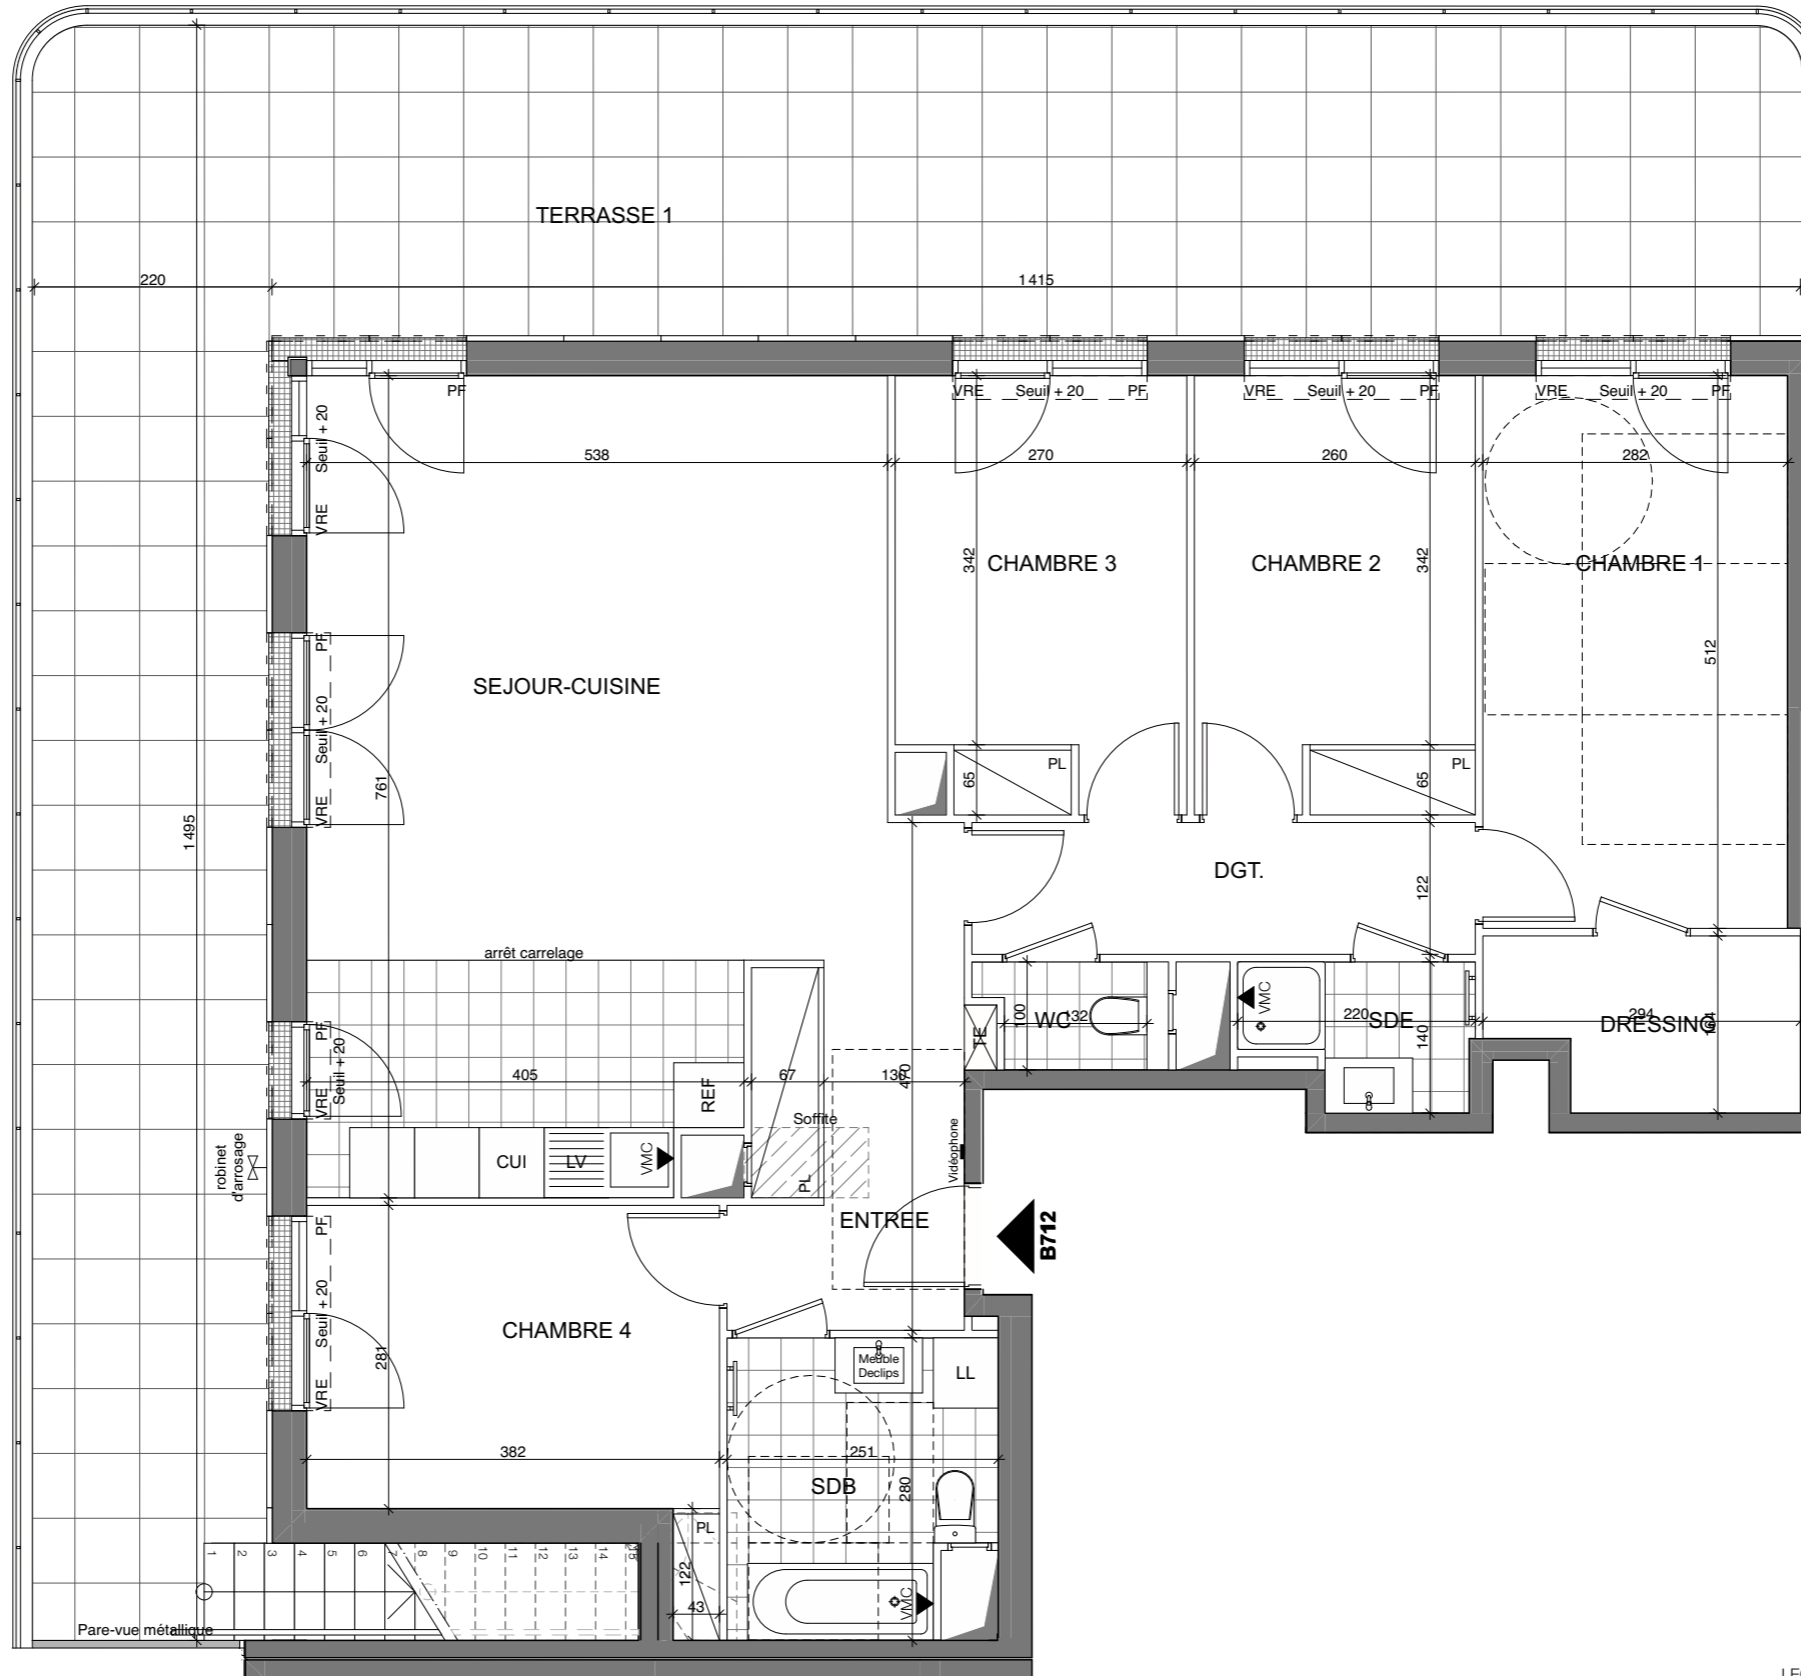 TERRASSE 1
220
1415
PF
VRE
Seuil + 20
PF
VRE
Seuil + 20
PF
VRE
Seuil + 20
PF
Seuil + 20
VRE
538
270
260
282
342
CHAMBRE 3
CHAMBRE 2
342
CHAMBRE 1
512
PF
Seuil + 20
VRE
SEJOUR-CUISINE
761
1495
65
PL
65
PL
DGT.
122
arrêt carrelage
PF
Seuil + 20
VRE
405
REF
67
130
470
TE
100
WC
132
VMC
220
SDE
140
294
DRESSING
Soffite
Vidéophone
robinet
d'arrosage
CUI
LV
VMC
PL
ENTREE
B712
PF
Seuil + 20
VRE
CHAMBRE 4
281
Meuble
Declips
LL
382
251
SDB
280
PL
122
43
VMC
1
2
3
4
5
6
7
8
9
10
11
12
13
14
15
Pare-vue métallique